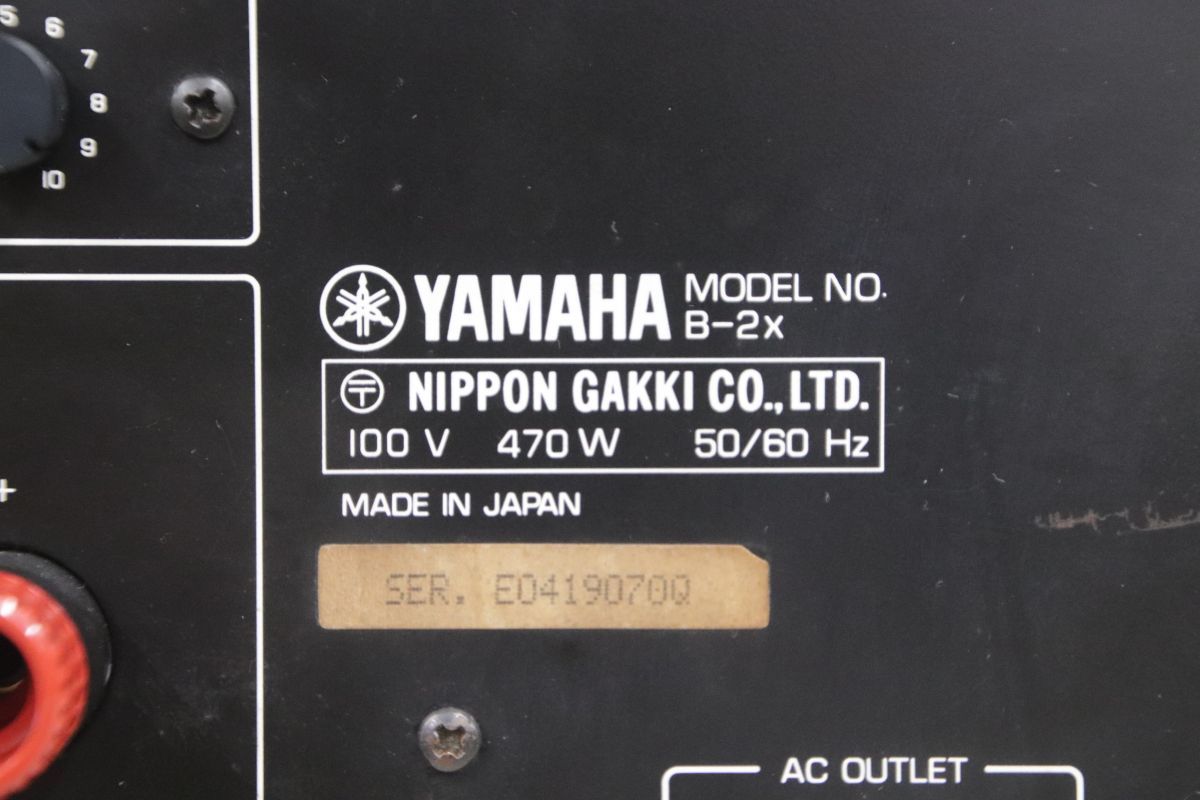 5
6
7
8
9
10
YAMAHA MODEL NO.
B-2x
〒 NIPPON GAKKI CO., LTD.
100 V 470 W 50/60 Hz
MADE IN JAPAN
+
SER. E0419070Q
AC OUTLET